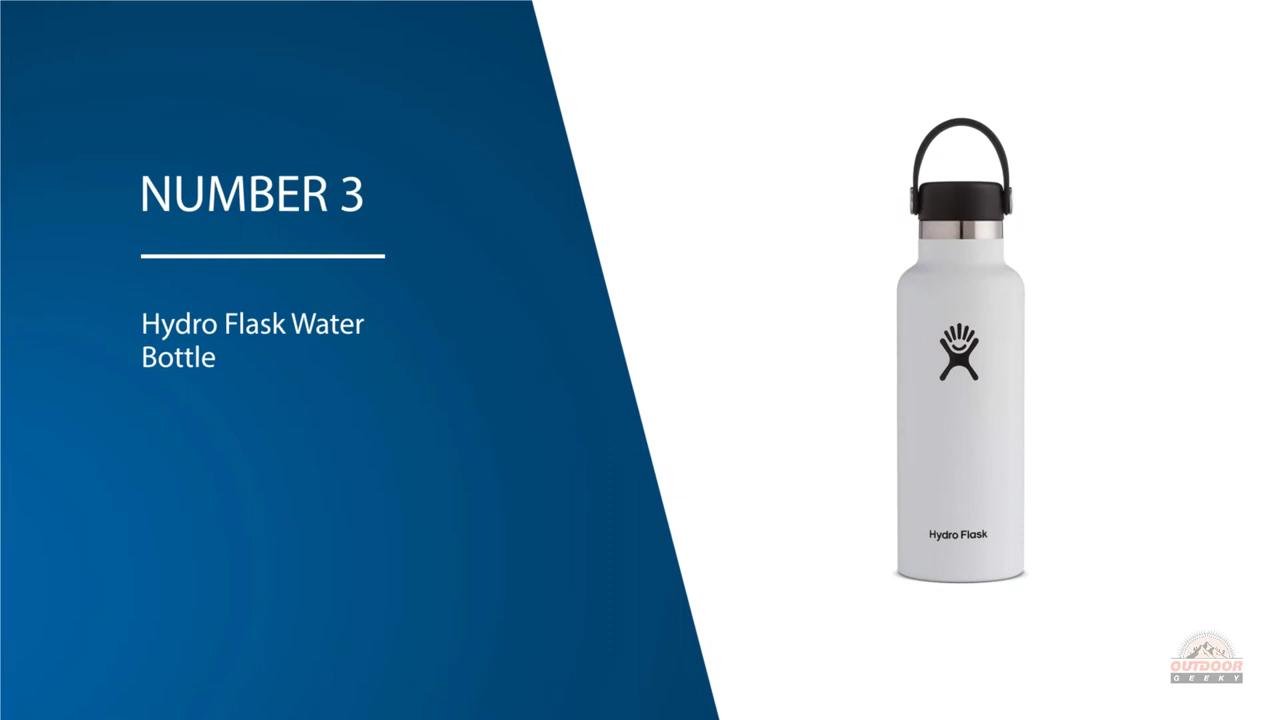 NUMBER 3
Hydro Flask Water
Bottle
Hydro Flask
OUTDOOR
GEEKY